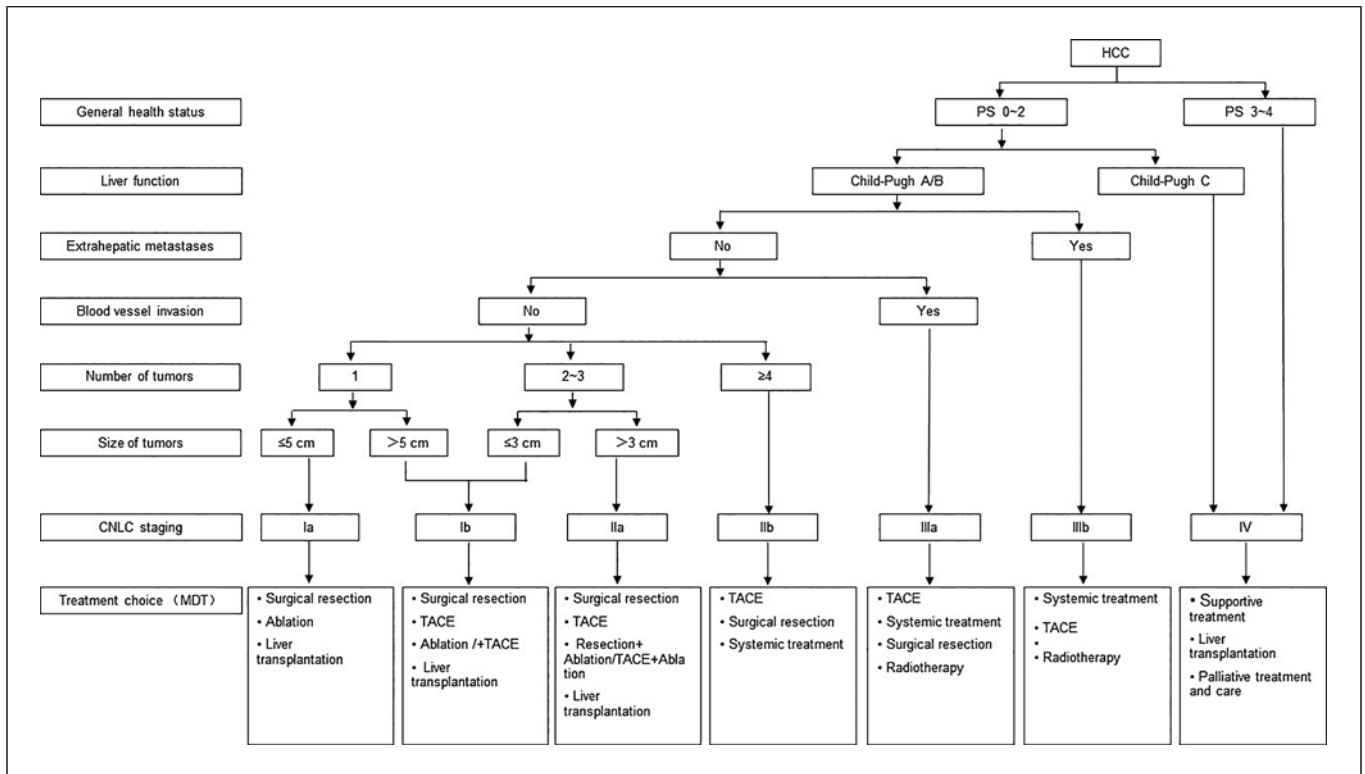 HCC
General health status
PS 0~2
PS 3~4
Liver function
Child-Pugh A/B
Child-Pugh C
Extrahepatic metastases
No
Yes
Blood vessel invasion
No
Yes
Number of tumors
1
2~3
≥4
Size of tumors
≤5 cm
>5 cm
≤3 cm
>3 cm
CNLC staging
Ia
Ib
IIa
IIb
IIIa
IIIb
IV
Treatment choice（MDT）
• Surgical resection
• Ablation
• Liver
transplantation
• Surgical resection
• TACE
• Ablation /+TACE
• Liver
transplantation
• Surgical resection
• TACE
• Resection+
Ablation/TACE+Abla
tion
• Liver
transplantation
• TACE
• Surgical resection
• Systemic treatment
• TACE
• Systemic treatment
• Surgical resection
• Radiotherapy
• Systemic treatment
• TACE
•
• Radiotherapy
• Supportive
treatment
• Liver
transplantation
• Palliative treatment
and care